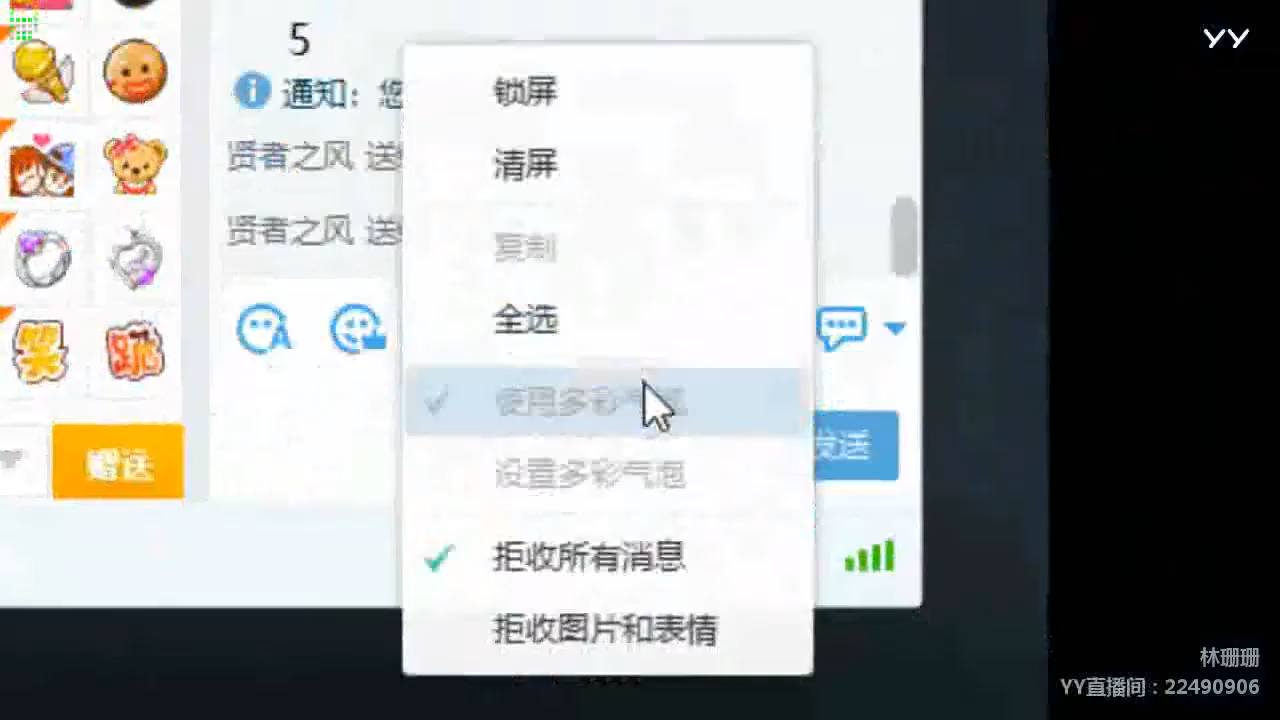 5
YY
通知: 您
贤者之风 送
贤者之风 送
笑
跳
赠送
锁屏
清屏
复制
全选
使用多彩气
设置多彩气泡
拒收所有消息
拒收图片和表情
发送
林珊珊
YY直播间：22490906